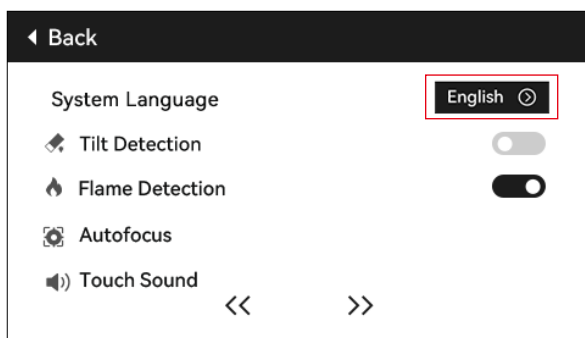 Back
System Language English
Tilt Detection
Flame Detection
Autofocus
Touch Sound
<< >>